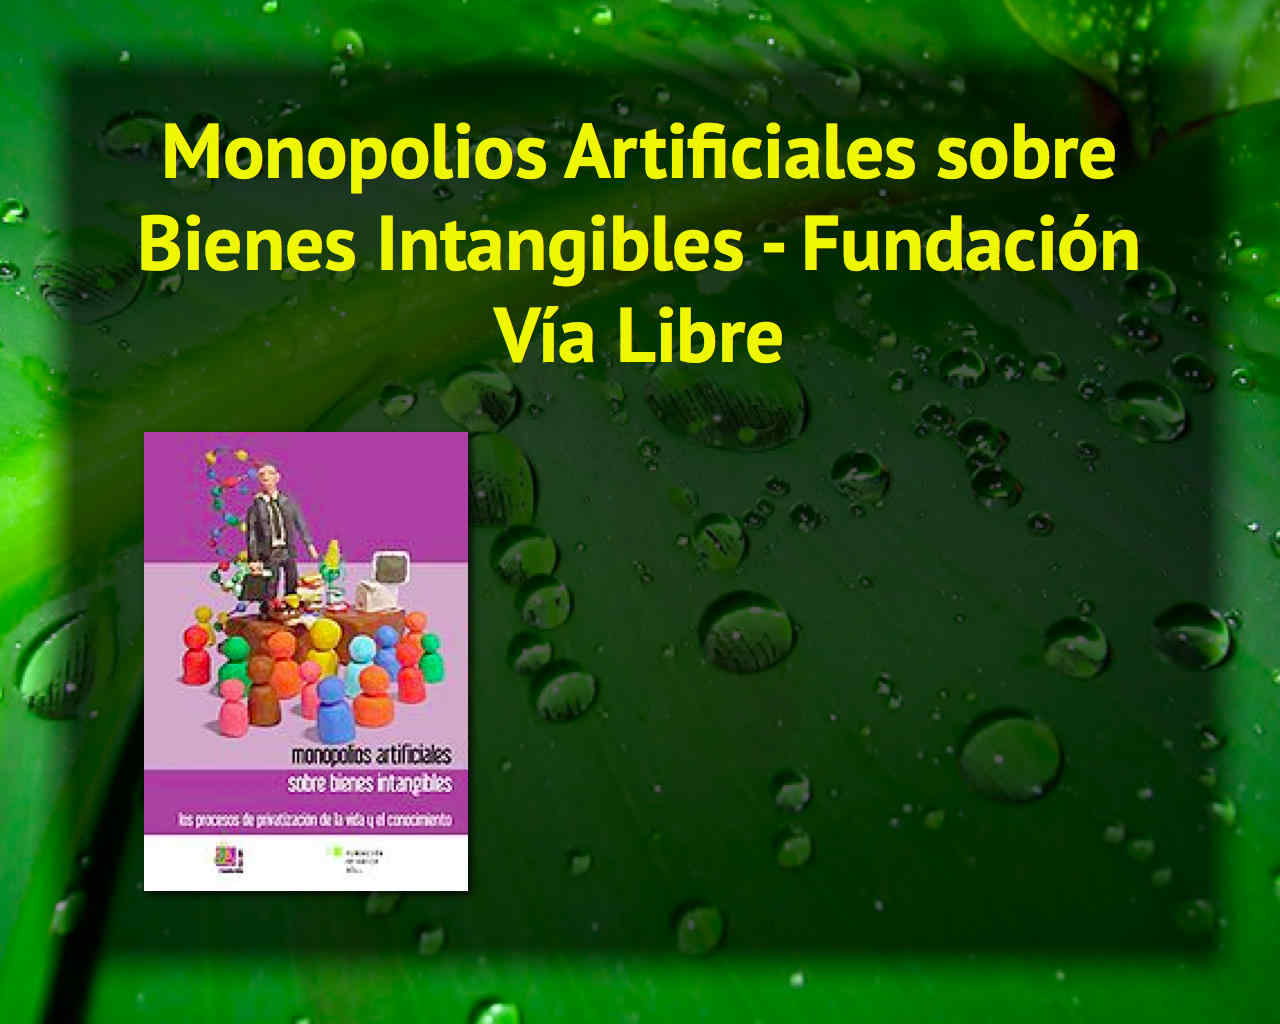 Monopolios Artificiales sobre
Bienes Intangibles - Fundación
Vía Libre
monopolios artificiales
sobre bienes intangibles
los procesos de privatización de la vida y el conocimiento